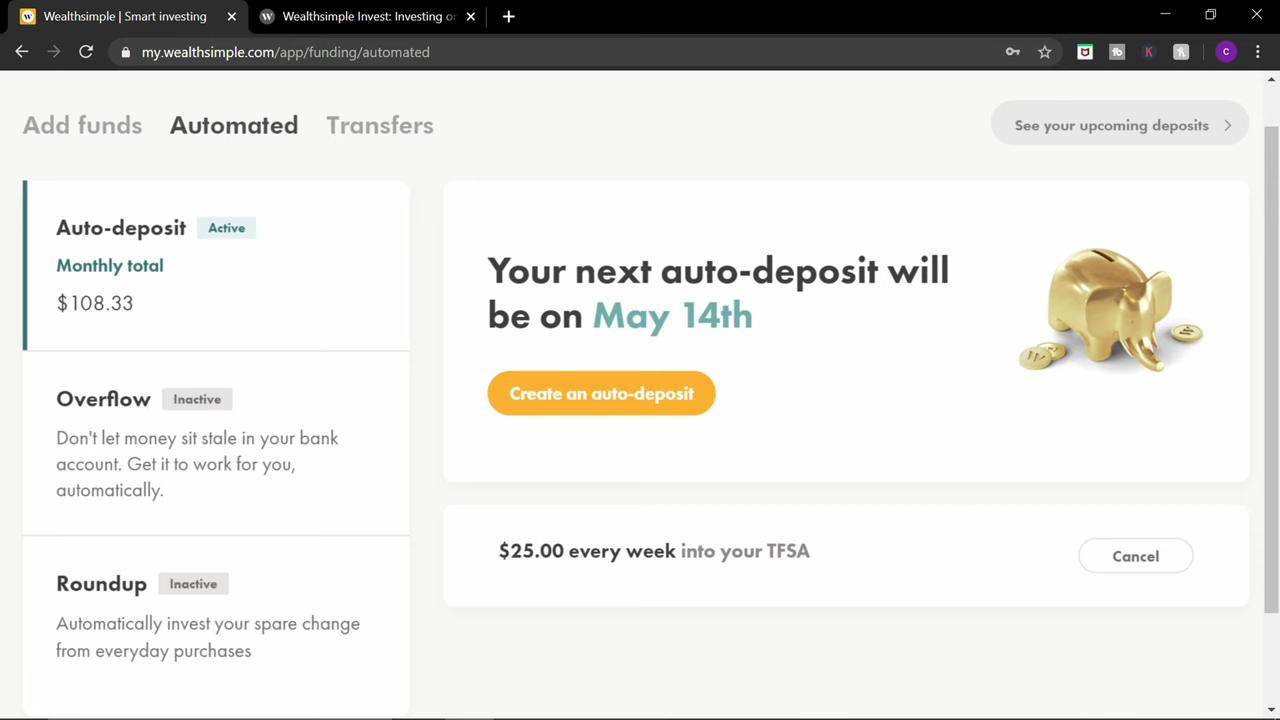 Wealthsimple | Smart investing
Wealthsimple Invest: Investing on
my.wealthsimple.com/app/funding/automated
Add funds
Automated
Transfers
See your upcoming deposits
Auto-deposit
Active
Monthly total
$108.33
Your next auto-deposit will
be on May 14th
Create an auto-deposit
Overflow
Inactive
Don't let money sit stale in your bank
account. Get it to work for you,
automatically.
$25.00 every week into your TFSA
Cancel
Roundup
Inactive
Automatically invest your spare change
from everyday purchases